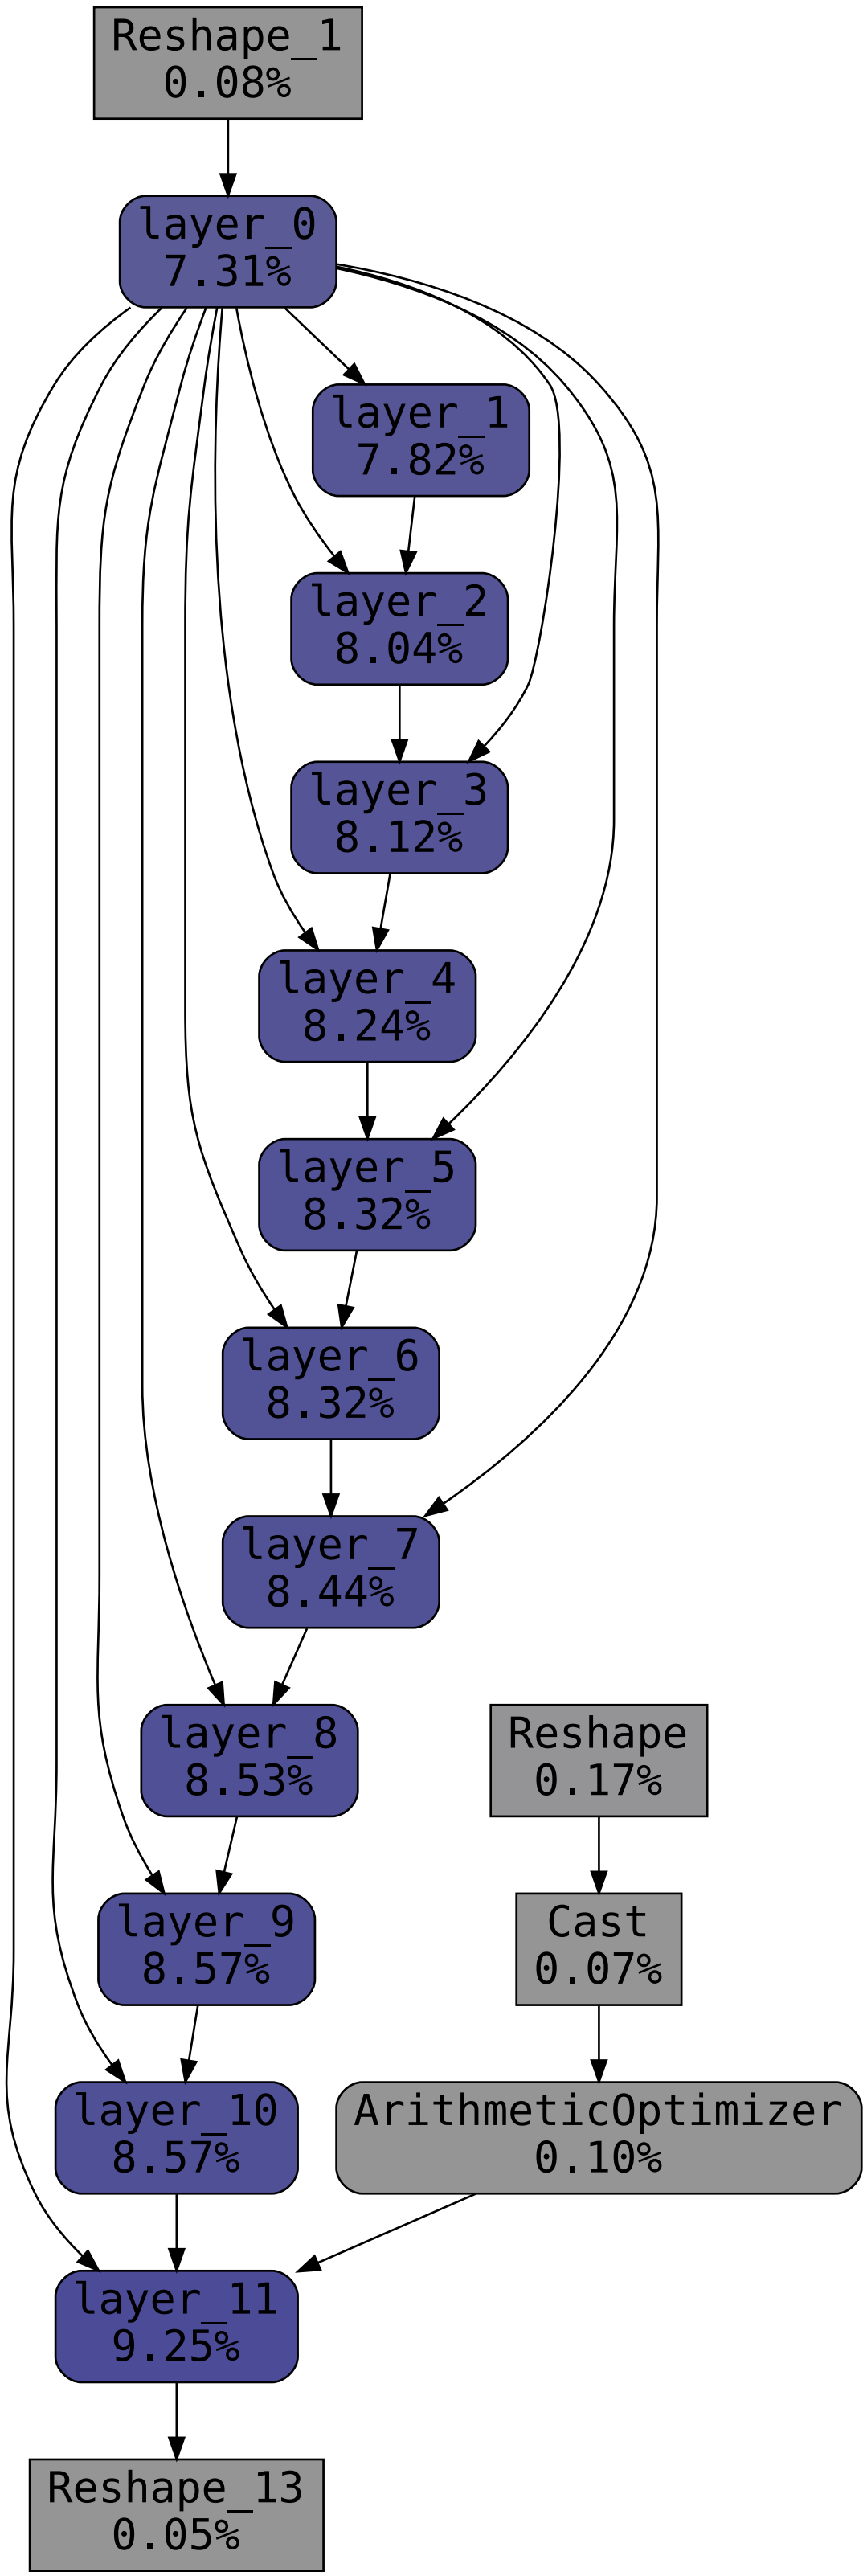 Reshape_1
0.08%
layer_0
7.31%
layer_1
7.82%
layer_2
8.04%
layer_3
8.12%
layer_4
8.24%
layer_5
8.32%
layer_6
8.32%
layer_7
8.44%
layer_8
8.53%
Reshape
0.17%
layer_9
8.57%
Cast
0.07%
layer_10
8.57%
ArithmeticOptimizer
0.10%
layer_11
9.25%
Reshape_13
0.05%